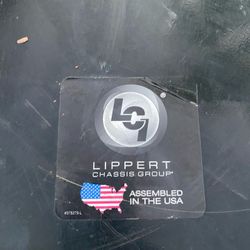 LCI
LIPPERT
CHASSIS GROUP®
ASSEMBLED
IN THE USA